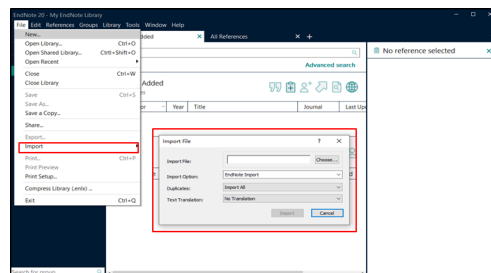 EndNote 20 - My EndNote Library
File Edit References Groups Library Tools Window Help
New...
Open Library... Ctrl+O
Open Shared Library... Ctrl+Shift+O
Open Recent
Close Ctrl+W
Close Library
Save Ctrl+S
Save As...
Save a Copy...
Share...
Export...
Import
Print... Ctrl+P
Print Preview
Print Setup...
Compress Library (.enlx) ...
Exit Ctrl+Q
All References
Advanced search
Added
Year Title Journal Last Up
Import File ? ×
Import File: Choose...
Import Option: EndNote Import
Duplicates: Import All
Text Translation: No Translation
Import Cancel
No reference selected
Search for group